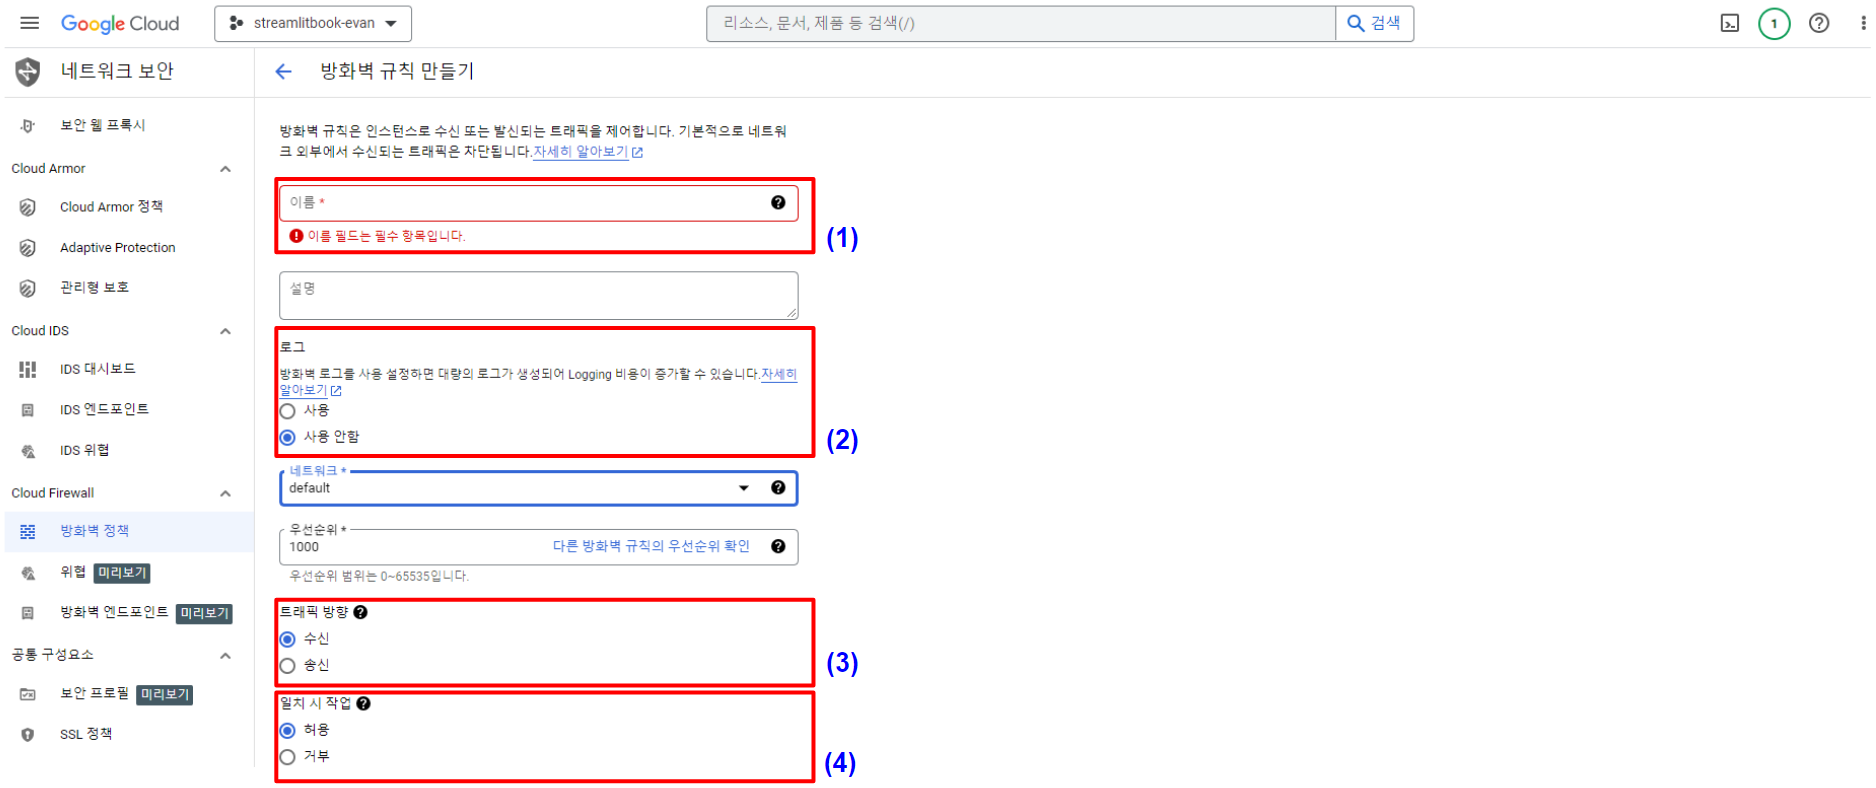 Google Cloud
streamlitbook-evan
리소스, 문서, 제품 등 검색(/)
검색
1
네트워크 보안
방화벽 규칙 만들기
보안 웹 프록시
Cloud Armor
Cloud Armor 정책
Adaptive Protection
관리형 보호
Cloud IDS
IDS 대시보드
IDS 엔드포인트
IDS 위협
Cloud Firewall
방화벽 정책
위협 미리보기
방화벽 엔드포인트 미리보기
공통 구성요소
보안 프로필 미리보기
SSL 정책
방화벽 규칙은 인스턴스로 수신 또는 발신되는 트래픽을 제어합니다. 기본적으로 네트워
크 외부에서 수신되는 트래픽은 차단됩니다.자세히 알아보기
이름 *
이름 필드는 필수 항목입니다.
(1)
설명
로그
방화벽 로그를 사용 설정하면 대량의 로그가 생성되어 Logging 비용이 증가할 수 있습니다.자세히
알아보기
사용
사용 안함
(2)
네트워크 *
default
우선순위 *
1000 다른 방화벽 규칙의 우선순위 확인
우선순위 범위는 0~65535입니다.
트래픽 방향
수신
송신
(3)
일치 시 작업
허용
거부
(4)